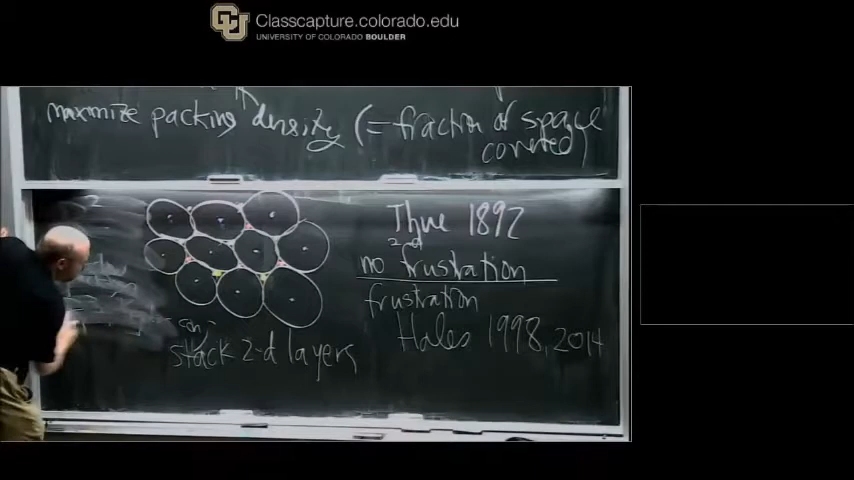 Classcapture.colorado.edu
UNIVERSITY OF COLORADO BOULDER
maximize packing density (= fraction of space
covered)
Thue 1892
2d
no frustration
frustration
Hales 1998, 2014
stack 2-d layers